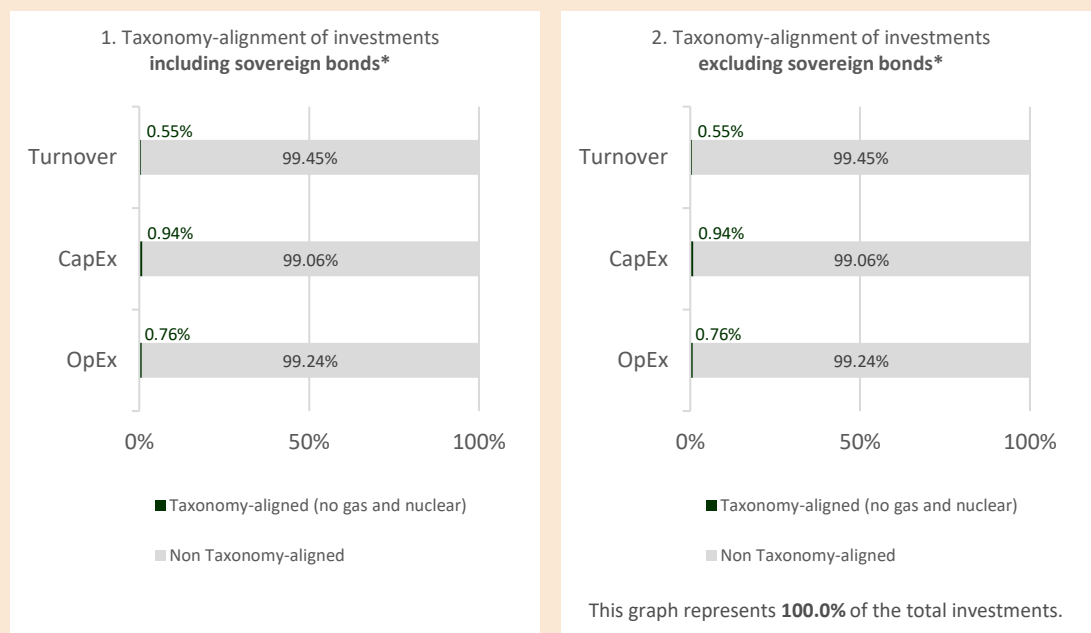 1. Taxonomy-alignment of investments
including sovereign bonds*
Turnover
0.55%
99.45%
CapEx
0.94%
99.06%
OpEx
0.76%
99.24%
0%
50%
100%
Taxonomy-aligned (no gas and nuclear)
Non Taxonomy-aligned
2. Taxonomy-alignment of investments
excluding sovereign bonds*
Turnover
0.55%
99.45%
CapEx
0.94%
99.06%
OpEx
0.76%
99.24%
0%
50%
100%
Taxonomy-aligned (no gas and nuclear)
Non Taxonomy-aligned
This graph represents 100.0% of the total investments.